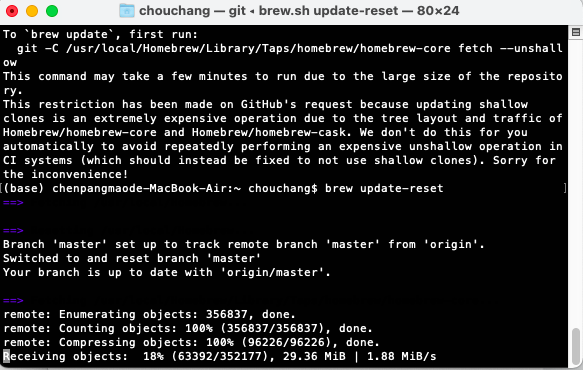 chouchang — git ◂ brew.sh update-reset — 80×24
To `brew update`, first run:
  git -C /usr/local/Homebrew/Library/Taps/homebrew/homebrew-core fetch --unshall
ow
This command may take a few minutes to run due to the large size of the reposito
ry.
This restriction has been made on GitHub's request because updating shallow
clones is an extremely expensive operation due to the tree layout and traffic of
Homebrew/homebrew-core and Homebrew/homebrew-cask. We don't do this for you
automatically to avoid repeatedly performing an expensive unshallow operation in
CI systems (which should instead be fixed to not use shallow clones). Sorry for
the inconvenience!
[(base) chenpangmaode-MacBook-Air:~ chouchang$ brew update-reset ]
==>

==>
Branch 'master' set up to track remote branch 'master' from 'origin'.
Switched to and reset branch 'master'
Your branch is up to date with 'origin/master'.

==>
remote: Enumerating objects: 356837, done.
remote: Counting objects: 100% (356837/356837), done.
remote: Compressing objects: 100% (96226/96226), done.
Receiving objects:  18% (63392/352177), 29.36 MiB | 1.88 MiB/s